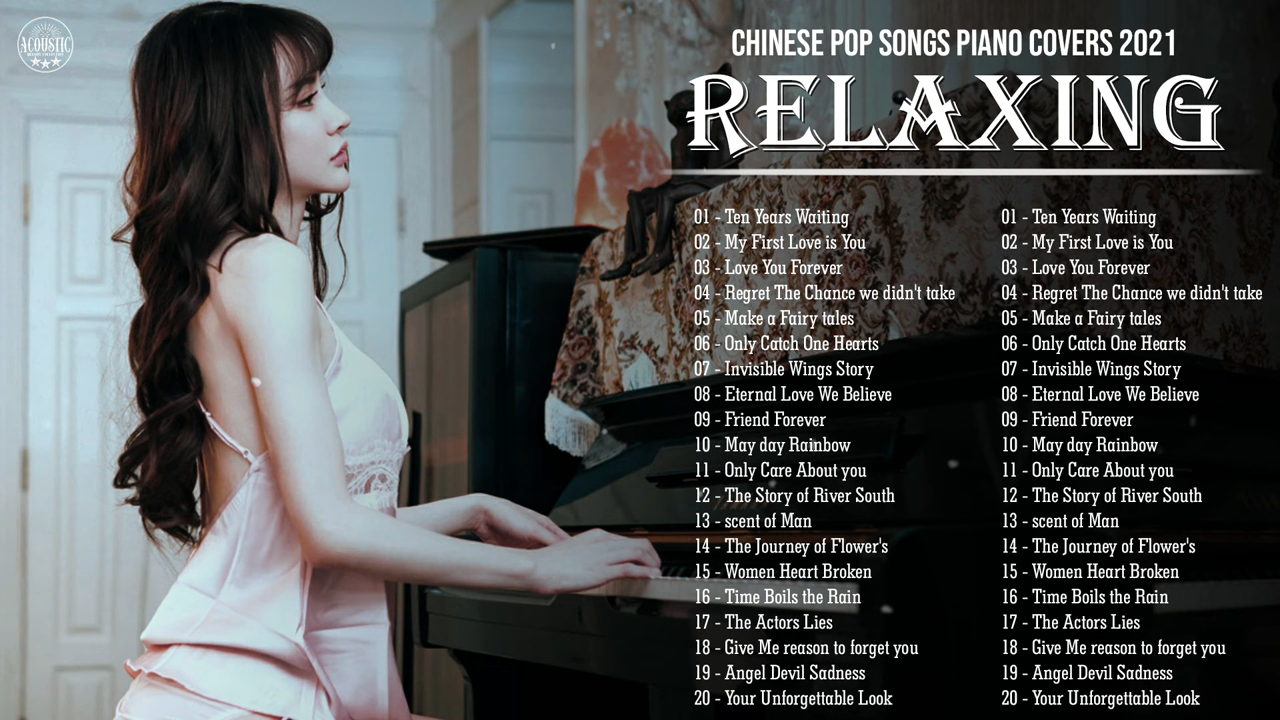 ACOUSTIC
CHINESE POP SONGS PIANO COVERS 2021
RELAXING
01 - Ten Years Waiting
02 - My First Love is You
03 - Love You Forever
04 - Regret The Chance we didn't take
05 - Make a Fairy tales
06 - Only Catch One Hearts
07 - Invisible Wings Story
08 - Eternal Love We Believe
09 - Friend Forever
10 - May day Rainbow
11 - Only Care About you
12 - The Story of River South
13 - scent of Man
14 - The Journey of Flower's
15 - Women Heart Broken
16 - Time Boils the Rain
17 - The Actors Lies
18 - Give Me reason to forget you
19 - Angel Devil Sadness
20 - Your Unforgettable Look
01 - Ten Years Waiting
02 - My First Love is You
03 - Love You Forever
04 - Regret The Chance we didn't take
05 - Make a Fairy tales
06 - Only Catch One Hearts
07 - Invisible Wings Story
08 - Eternal Love We Believe
09 - Friend Forever
10 - May day Rainbow
11 - Only Care About you
12 - The Story of River South
13 - scent of Man
14 - The Journey of Flower's
15 - Women Heart Broken
16 - Time Boils the Rain
17 - The Actors Lies
18 - Give Me reason to forget you
19 - Angel Devil Sadness
20 - Your Unforgettable Look